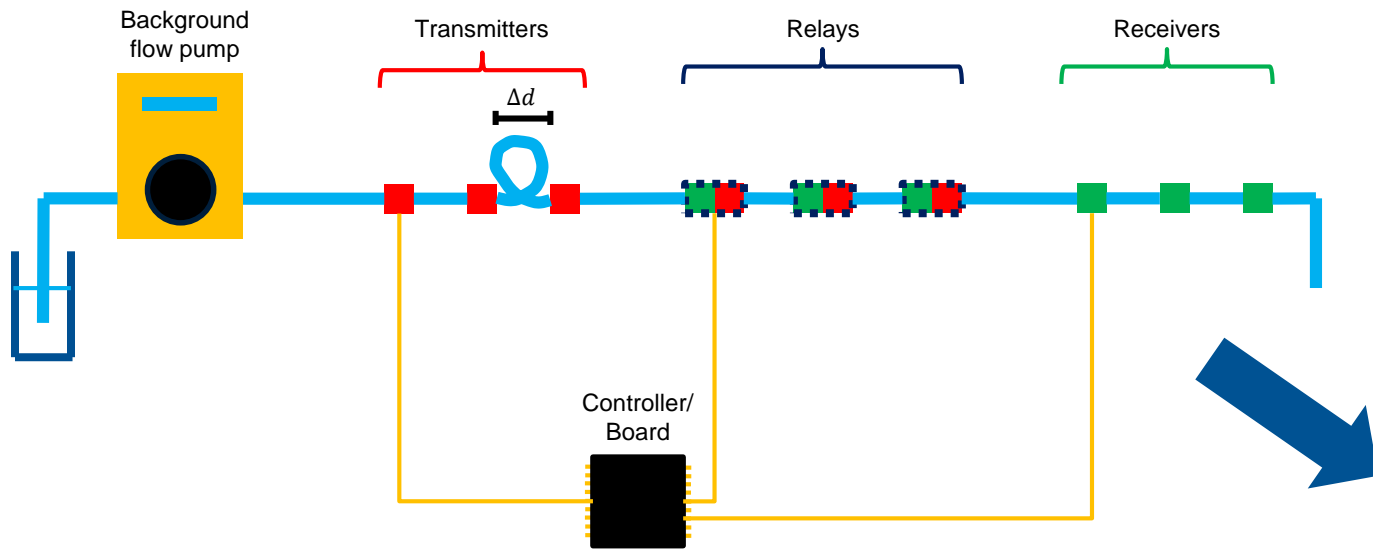 Background
flow pump
Transmitters
Relays
Receivers
Δd
Controller/
Board